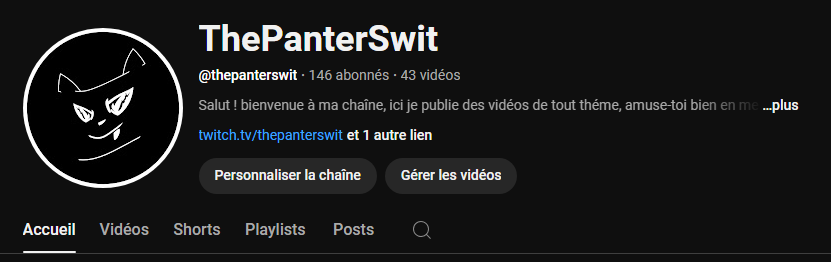 ThePanterSwit
@thepanterswit · 146 abonnés · 43 vidéos
Salut ! bienvenue à ma chaîne, ici je publie des vidéos de tout théme, amuse-toi bien en me ...plus
twitch.tv/thepanterswit et 1 autre lien
Personnaliser la chaîne Gérer les vidéos
Accueil Vidéos Shorts Playlists Posts